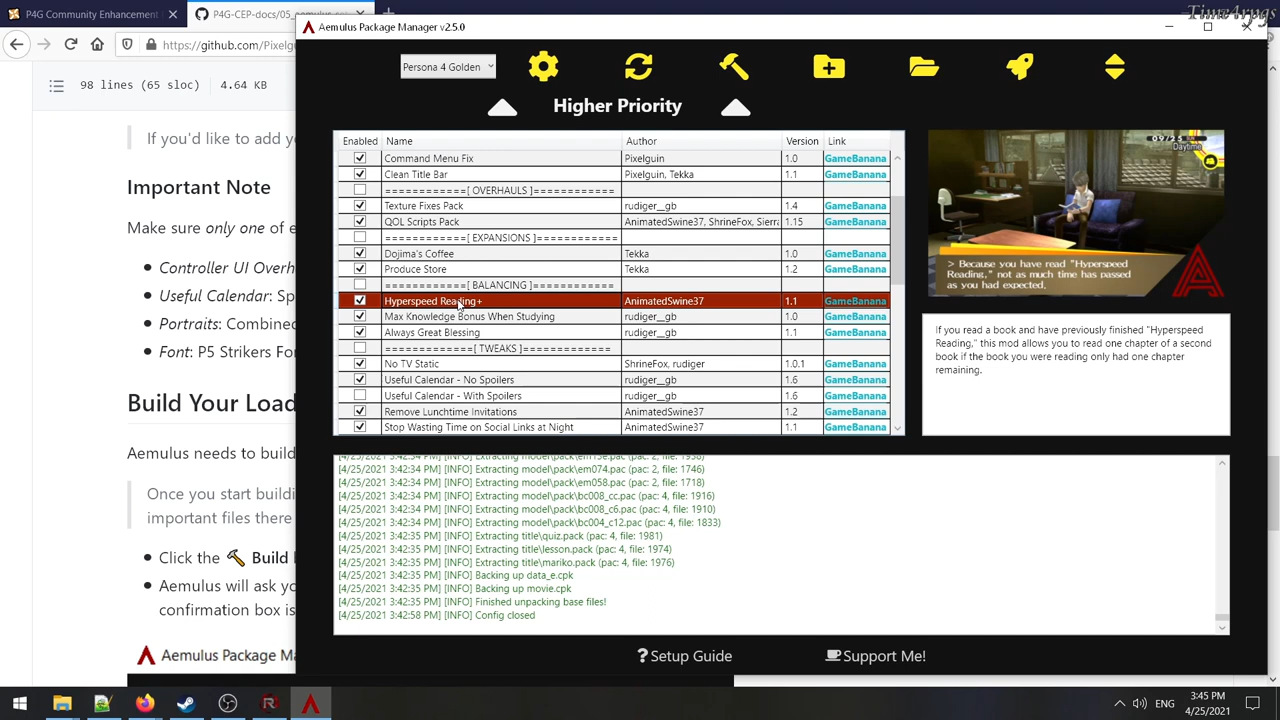 P4G Community Enhancement
P4G-CEP-docs/05_aemulus-
https://github.com/Pixelgu
98 lines (65 sloc) 4.64 KB
If you'd like to add yo
Important Note
Make sure only one of e
Controller UI Overh
Useful Calendar: Sp
Portraits: Combined
Font: P5 Strikers Fo
Build Your Load
Aemulus needs to build
Once you start buildi
important files there
Click the 🔨 Build
Aemulus will ask yo
confirmation box is
Aemulus Package Ma
Time4rugs
Aemulus Package Manager v2.5.0
Persona 4 Golden
Higher Priority
Enabled Name Author Version Link
Command Menu Fix Pixelguin 1.0 GameBanana
Clean Title Bar Pixelguin, Tekka 1.1 GameBanana
============[ OVERHAULS ]============
Texture Fixes Pack rudiger__gb 1.4 GameBanana
QOL Scripts Pack AnimatedSwine37, ShrineFox, Sierra 1.15 GameBanana
============[ EXPANSIONS ]============
Dojima's Coffee Tekka 1.0 GameBanana
Produce Store Tekka 1.2 GameBanana
============[ BALANCING ]============
Hyperspeed Reading+ AnimatedSwine37 1.1 GameBanana
Max Knowledge Bonus When Studying rudiger__gb 1.0 GameBanana
Always Great Blessing rudiger__gb 1.1 GameBanana
=============[ TWEAKS ]=============
No TV Static ShrineFox, rudiger 1.0.1 GameBanana
Useful Calendar - No Spoilers rudiger__gb 1.6 GameBanana
Useful Calendar - With Spoilers rudiger__gb 1.6 GameBanana
Remove Lunchtime Invitations AnimatedSwine37 1.2 GameBanana
Stop Wasting Time on Social Links at Night AnimatedSwine37 1.1 GameBanana
Daytime
> Because you have read "Hyperspeed
Reading," not as much time has passed
as you had expected.
If you read a book and have previously finished "Hyperspeed
Reading," this mod allows you to read one chapter of a second
book if the book you were reading only had one chapter
remaining.
[4/25/2021 3:42:34 PM] [INFO] Extracting model\pack\em074.pac (pac: 2, file: 1746)
[4/25/2021 3:42:34 PM] [INFO] Extracting model\pack\em058.pac (pac: 2, file: 1718)
[4/25/2021 3:42:34 PM] [INFO] Extracting model\pack\bc008_cc.pac (pac: 4, file: 1916)
[4/25/2021 3:42:34 PM] [INFO] Extracting model\pack\bc008_c6.pac (pac: 4, file: 1910)
[4/25/2021 3:42:34 PM] [INFO] Extracting model\pack\bc004_c12.pac (pac: 4, file: 1833)
[4/25/2021 3:42:35 PM] [INFO] Extracting title\quiz.pack (pac: 4, file: 1981)
[4/25/2021 3:42:35 PM] [INFO] Extracting title\lesson.pack (pac: 4, file: 1974)
[4/25/2021 3:42:35 PM] [INFO] Extracting title\mariko.pack (pac: 4, file: 1976)
[4/25/2021 3:42:35 PM] [INFO] Backing up data_e.cpk
[4/25/2021 3:42:35 PM] [INFO] Backing up movie.cpk
[4/25/2021 3:42:35 PM] [INFO] Finished unpacking base files!
[4/25/2021 3:42:58 PM] [INFO] Config closed
? Setup Guide
Support Me!
ENG
3:45 PM
4/25/2021